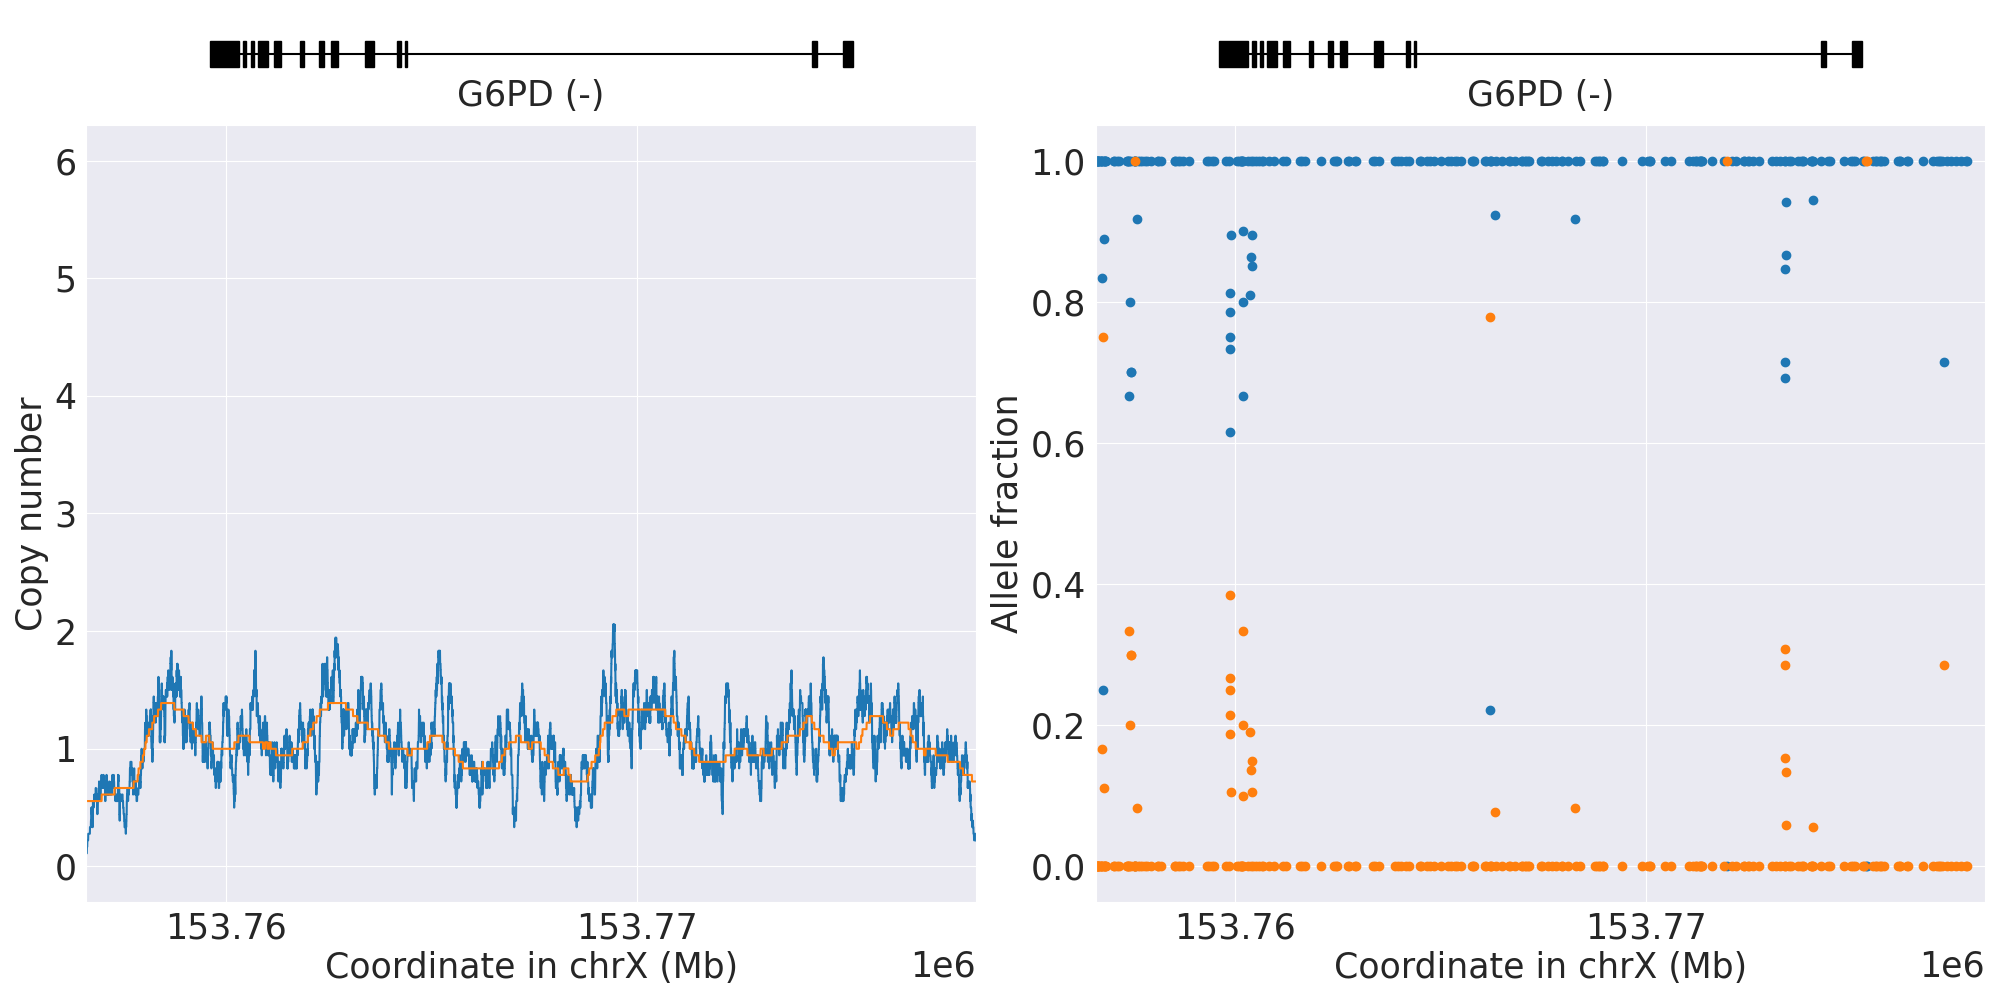 G6PD (-)
6
5
4
3
2
1
0
Copy number
153.76
153.77
Coordinate in chrX (Mb)
1e6
G6PD (-)
1.0
0.8
0.6
0.4
0.2
0.0
Allele fraction
153.76
153.77
Coordinate in chrX (Mb)
1e6